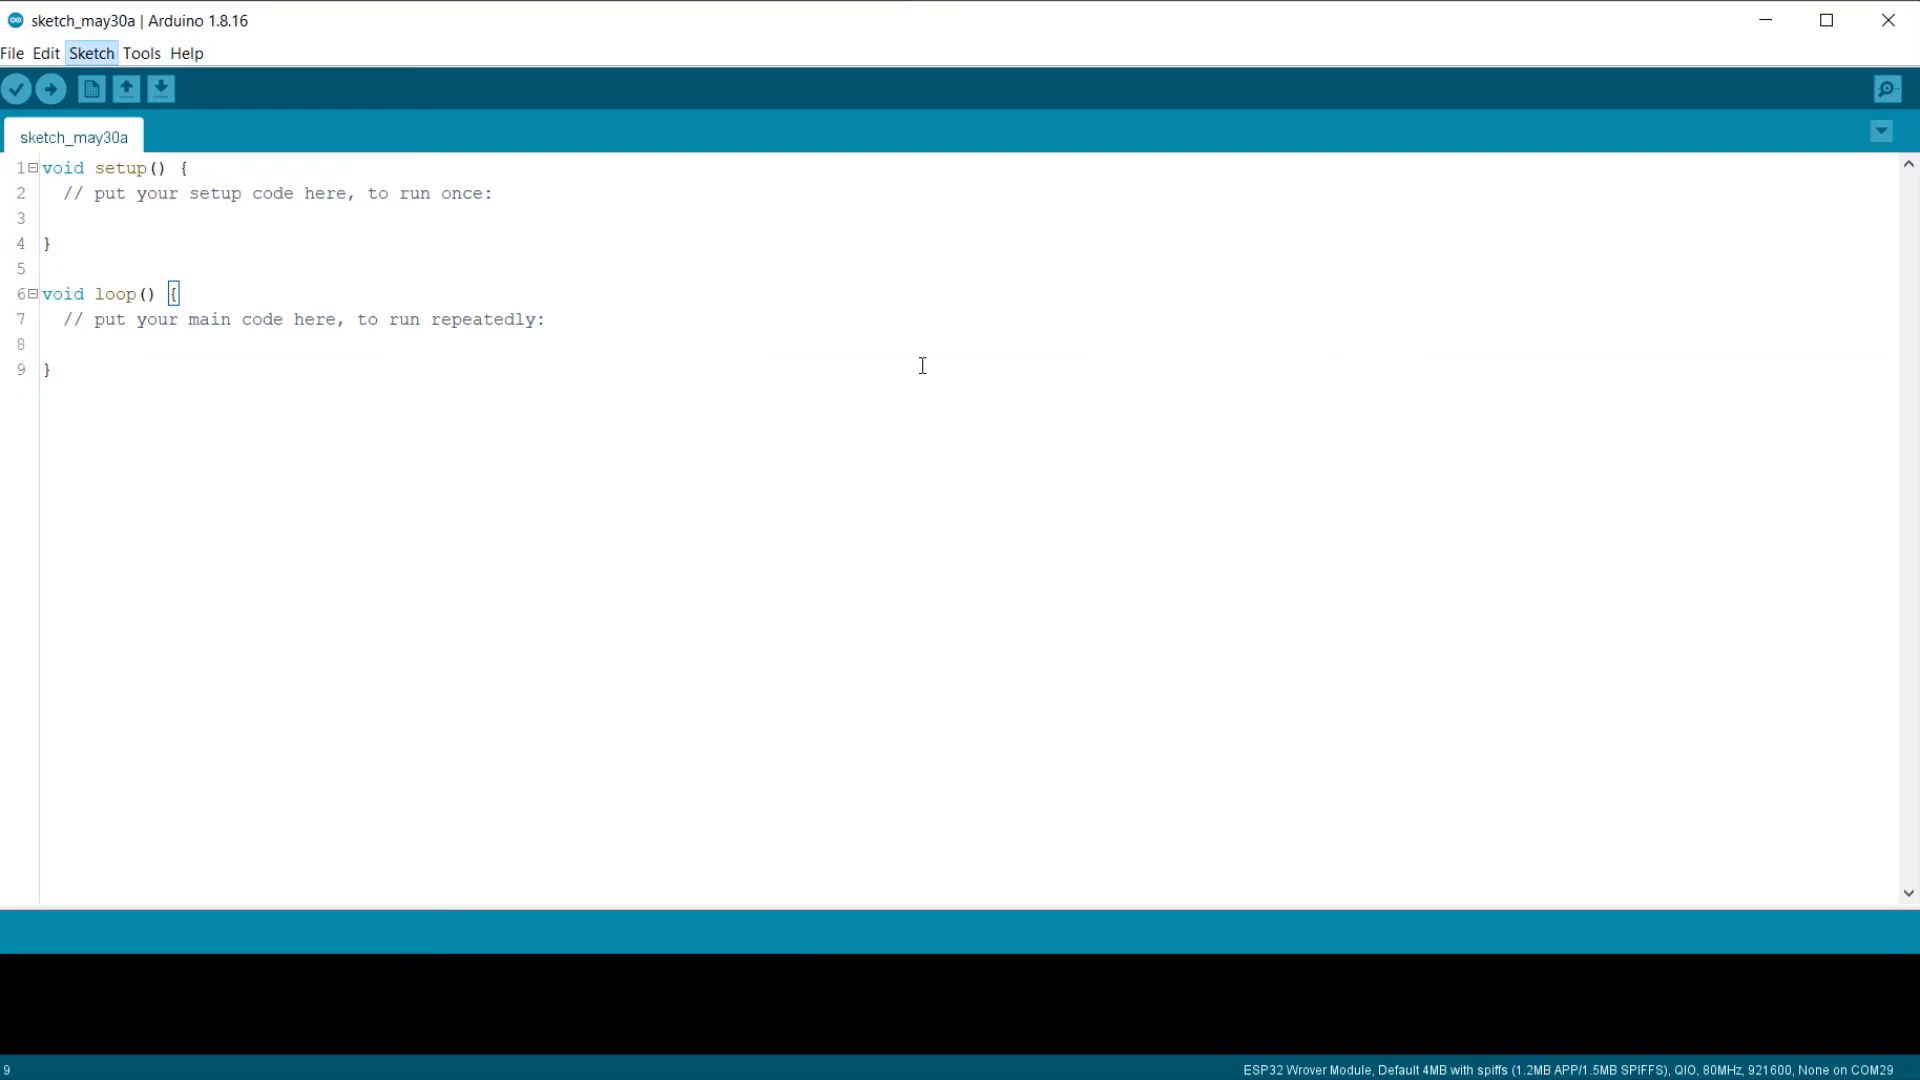 sketch_may30a | Arduino 1.8.16
File Edit Sketch Tools Help
sketch_may30a
1 void setup() {
2   // put your setup code here, to run once:
3
4 }
5
6 void loop() {
7   // put your main code here, to run repeatedly:
8
9 }
9
ESP32 Wrover Module, Default 4MB with spiffs (1.2MB APP/1.5MB SPIFFS), QIO, 80MHz, 921600, None on COM29